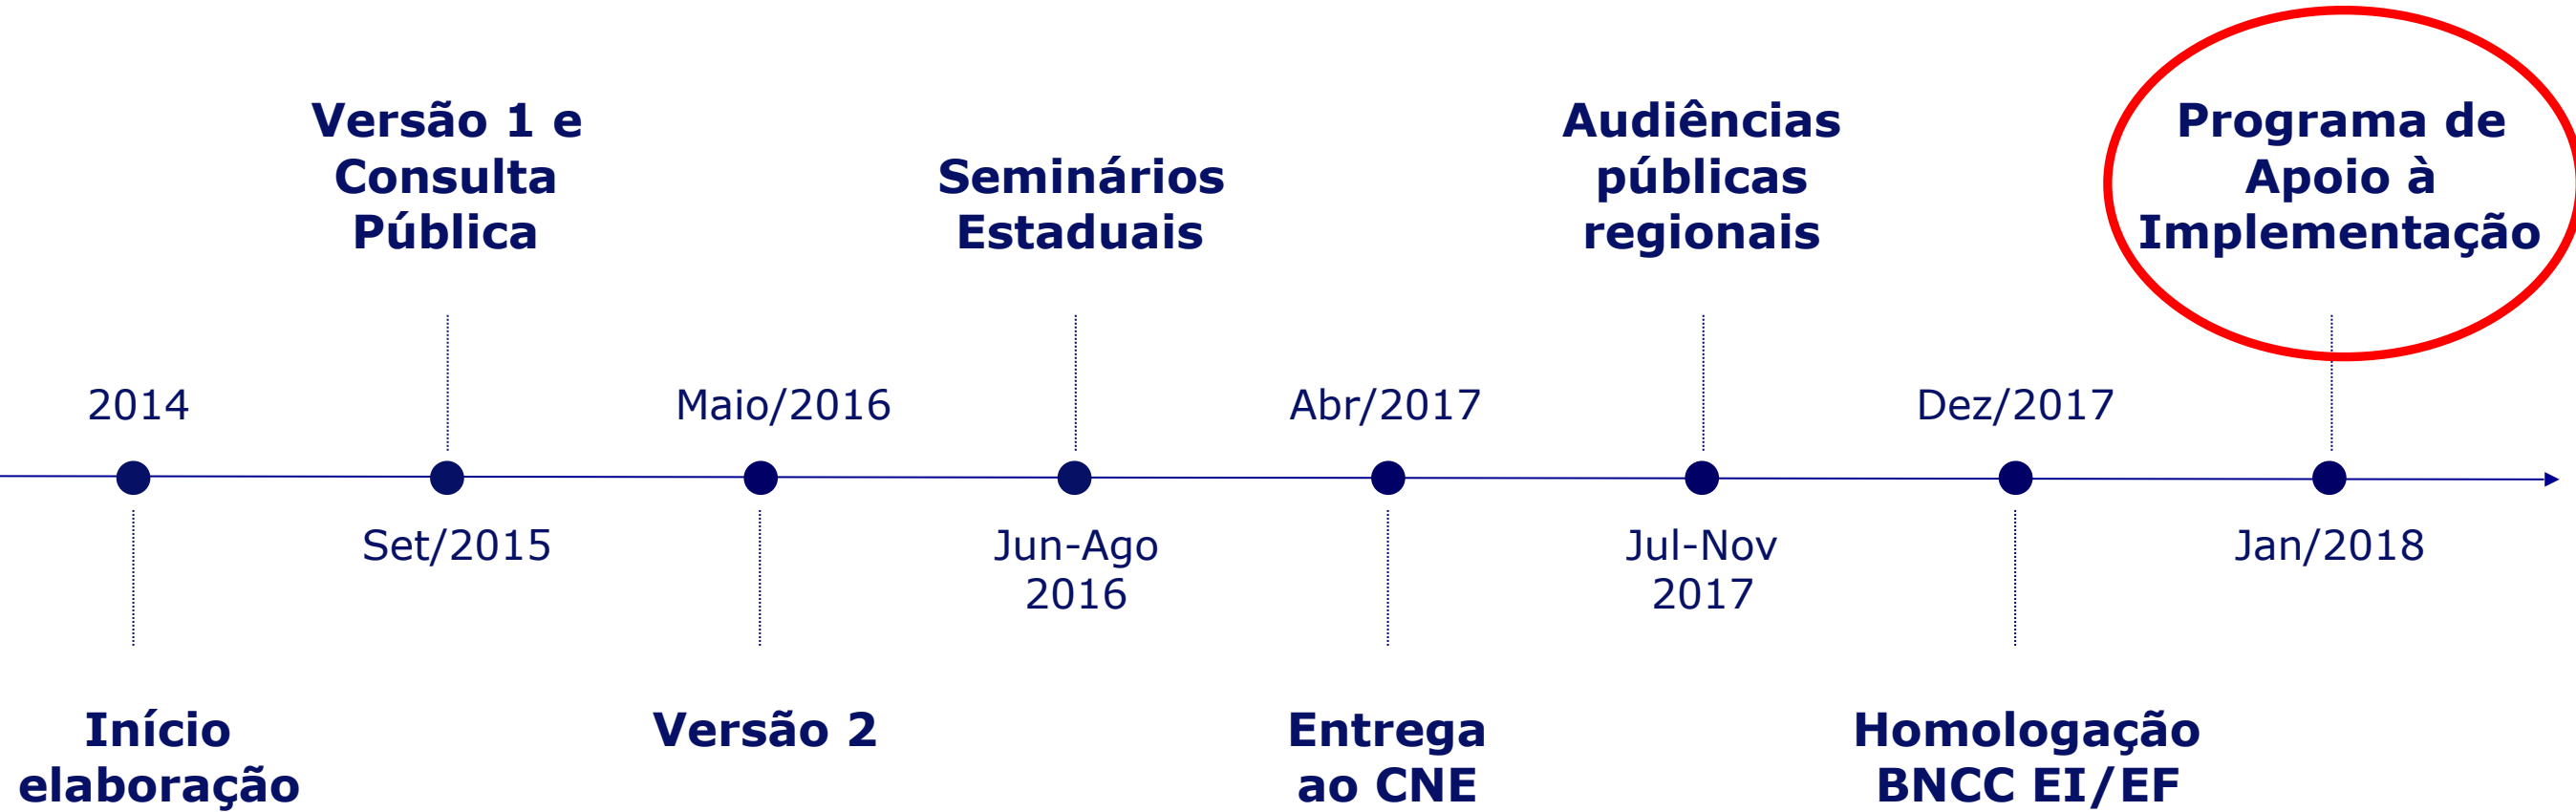 2014
Início
elaboração
Versão 1 e
Consulta
Pública
Set/2015
Maio/2016
Versão 2
Seminários
Estaduais
Jun-Ago
2016
Abr/2017
Entrega
ao CNE
Audiências
públicas
regionais
Jul-Nov
2017
Dez/2017
Homologação
BNCC EI/EF
Programa de
Apoio à
Implementação
Jan/2018